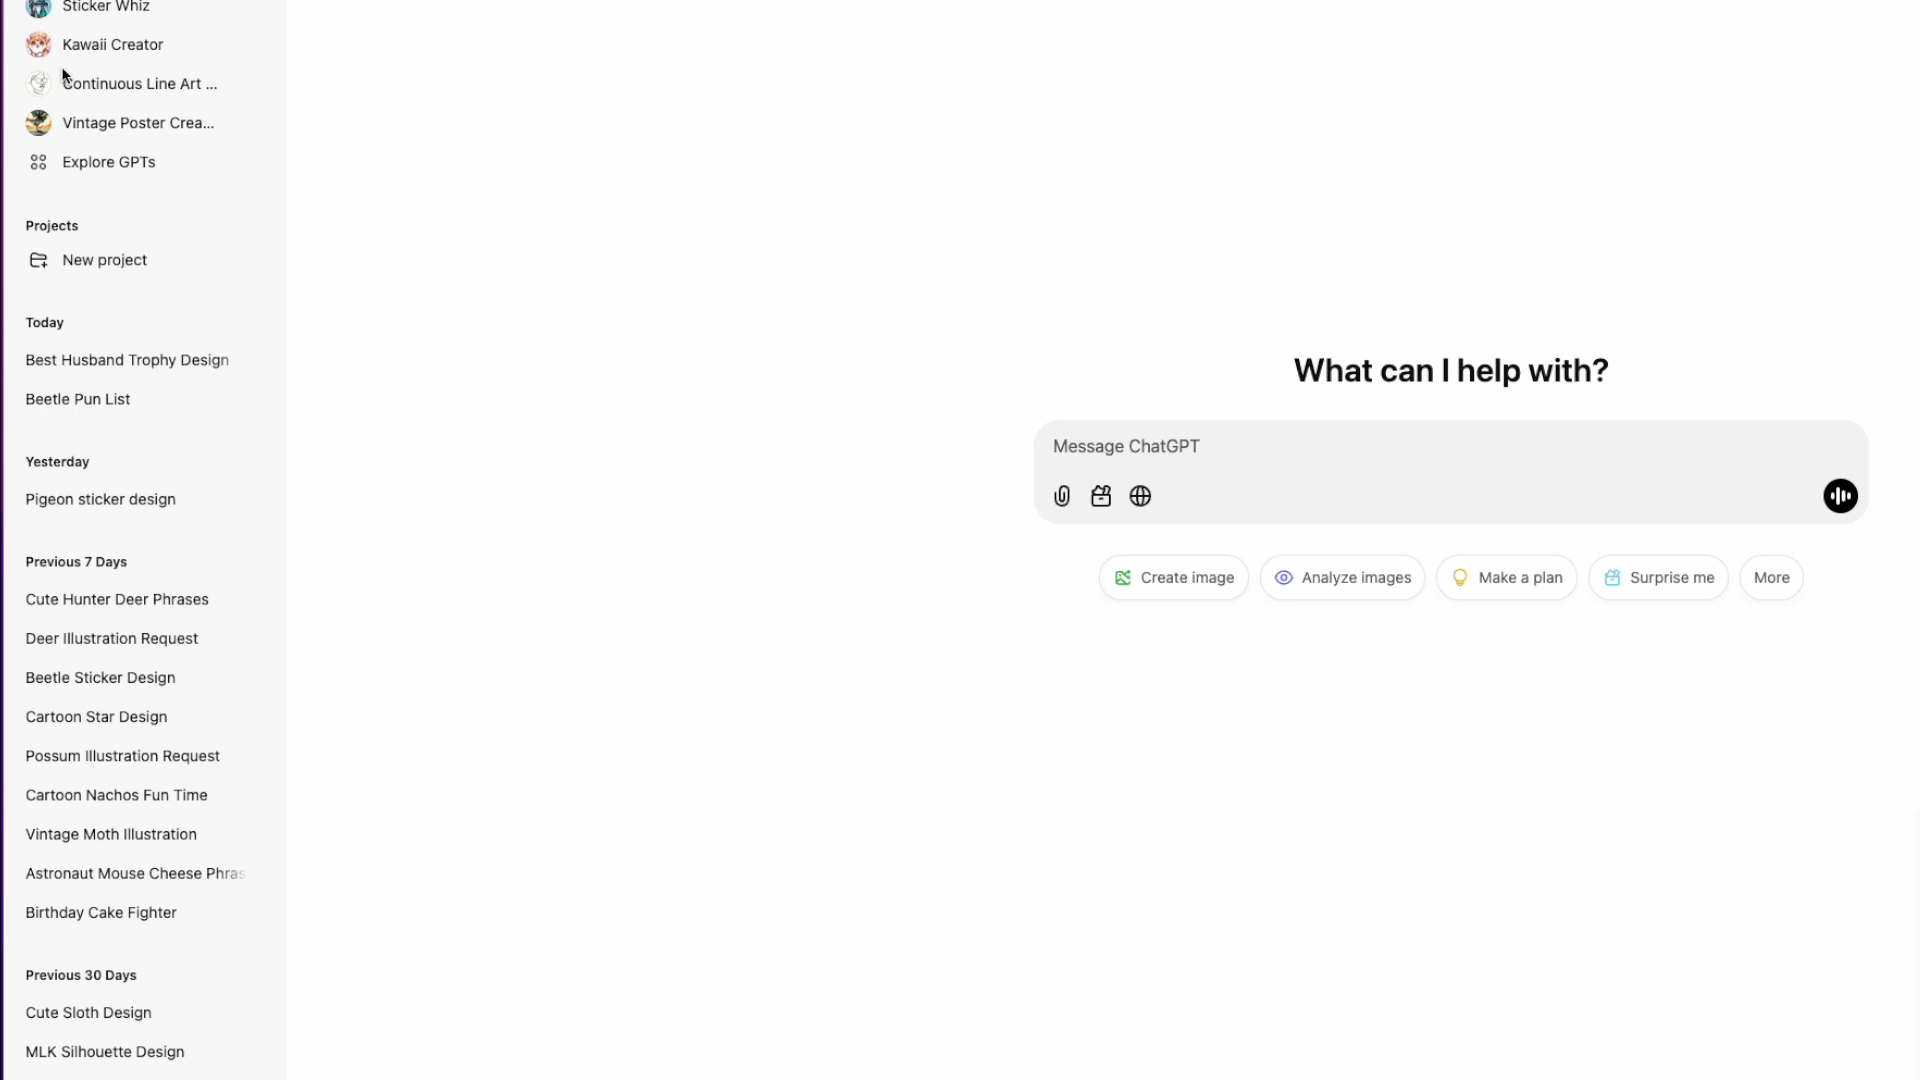 Sticker Whiz
Kawaii Creator
Continuous Line Art ...
Vintage Poster Crea...
Explore GPTs
Projects
New project
Today
Best Husband Trophy Design
Beetle Pun List
Yesterday
Pigeon sticker design
Previous 7 Days
Cute Hunter Deer Phrases
Deer Illustration Request
Beetle Sticker Design
Cartoon Star Design
Possum Illustration Request
Cartoon Nachos Fun Time
Vintage Moth Illustration
Astronaut Mouse Cheese Phras
Birthday Cake Fighter
Previous 30 Days
Cute Sloth Design
MLK Silhouette Design
What can I help with?
Message ChatGPT
Create image
Analyze images
Make a plan
Surprise me
More